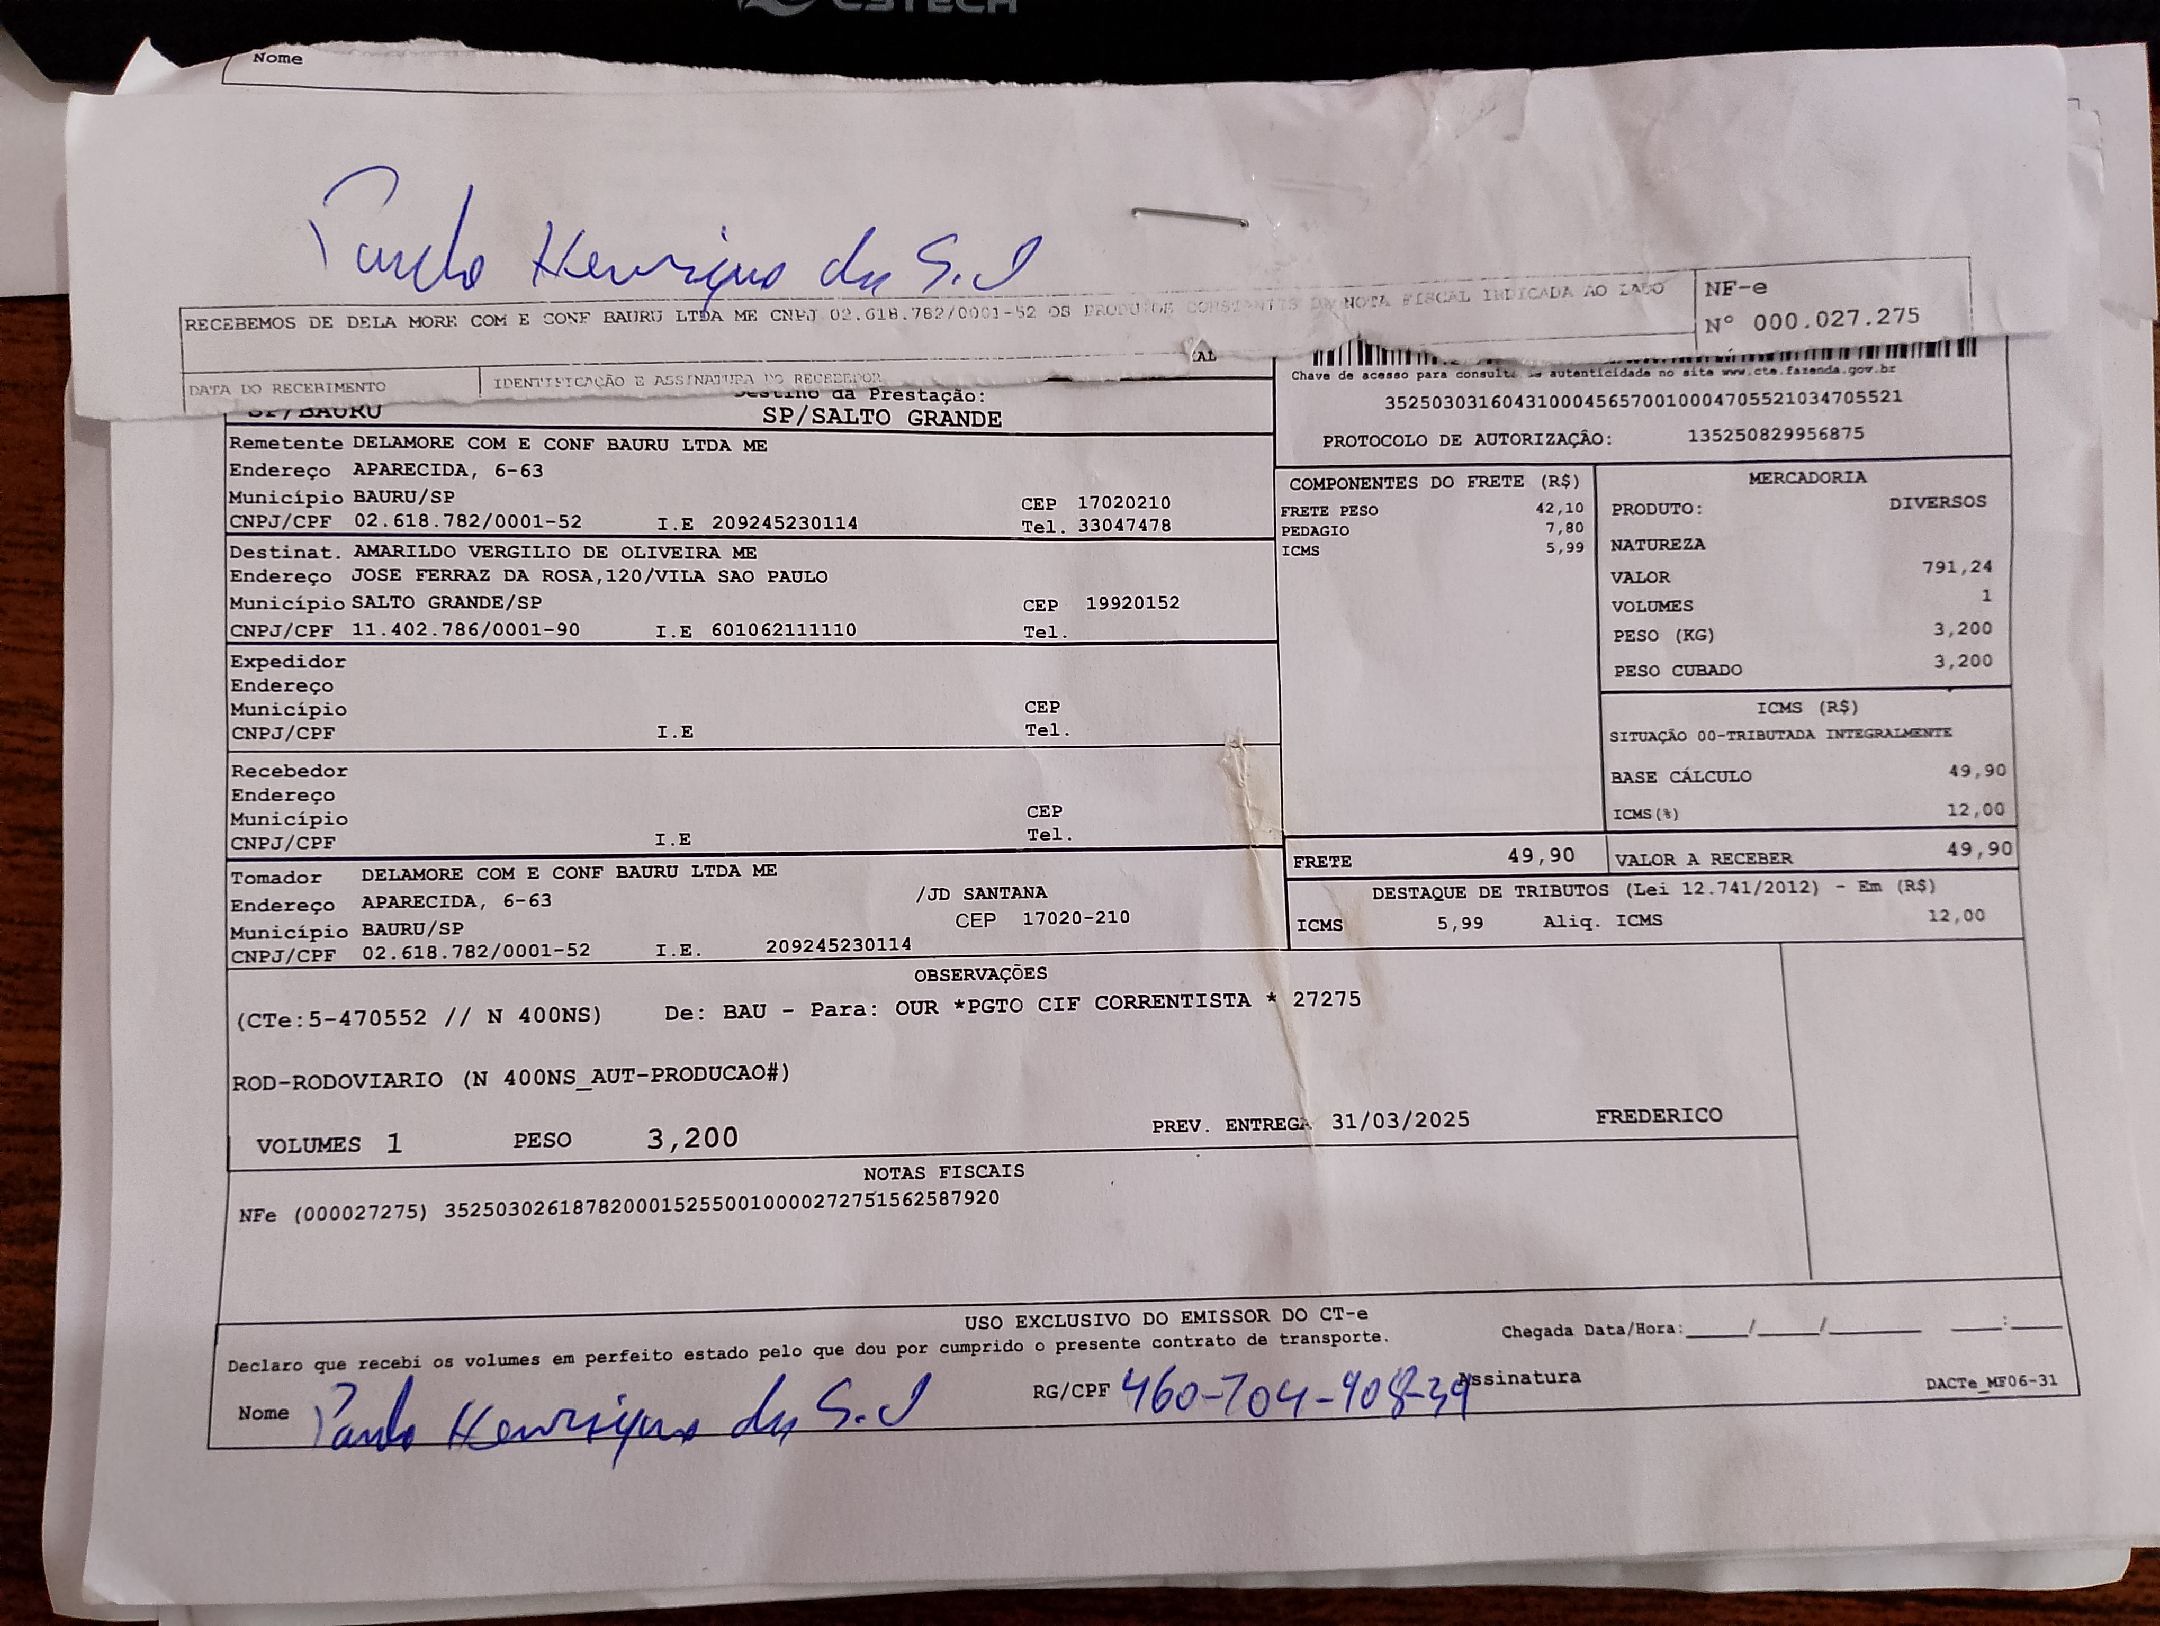 C3TECH
Nome
Paulo Henrique da S.J
RECEBEMOS DE DELA MORE COM E CONF BAURU LTDA ME CNPJ 02.618.782/0001-52 OS PRODUTOS CONSTANTES DA NOTA FISCAL INDICADA AO LADO
NF-e
Nº 000.027.275
DATA DO RECEBIMENTO
IDENTIFICAÇÃO E ASSINATURA DO RECEBEDOR
Destino da Prestação:
SP/BAURU
SP/SALTO GRANDE
Chave de acesso para consulta de autenticidade no site www.cte.fazenda.gov.br
35250303160431000456570010004705521034705521
PROTOCOLO DE AUTORIZAÇÃO: 135250829956875
Remetente DELAMORE COM E CONF BAURU LTDA ME
Endereço APARECIDA, 6-63
Município BAURU/SP CEP 17020210
CNPJ/CPF 02.618.782/0001-52 I.E 209245230114 Tel. 33047478
Destinat. AMARILDO VERGILIO DE OLIVEIRA ME
Endereço JOSE FERRAZ DA ROSA,120/VILA SAO PAULO
Município SALTO GRANDE/SP CEP 19920152
CNPJ/CPF 11.402.786/0001-90 I.E 601062111110 Tel.
Expedidor
Endereço
Município CEP
CNPJ/CPF I.E Tel.
Recebedor
Endereço
Município CEP
CNPJ/CPF I.E Tel.
Tomador DELAMORE COM E CONF BAURU LTDA ME
Endereço APARECIDA, 6-63 /JD SANTANA
Município BAURU/SP CEP 17020-210
CNPJ/CPF 02.618.782/0001-52 I.E. 209245230114
COMPONENTES DO FRETE (R$)
FRETE PESO 42,10
PEDAGIO 7,80
ICMS 5,99
MERCADORIA
PRODUTO: DIVERSOS
NATUREZA
VALOR 791,24
VOLUMES 1
PESO (KG) 3,200
PESO CUBADO 3,200
ICMS (R$)
SITUAÇÃO 00-TRIBUTADA INTEGRALMENTE
BASE CÁLCULO 49,90
ICMS(%) 12,00
FRETE 49,90 VALOR A RECEBER 49,90
DESTAQUE DE TRIBUTOS (Lei 12.741/2012) - Em (R$)
ICMS 5,99 Aliq. ICMS 12,00
OBSERVAÇÕES
(CTe:5-470552 // N 400NS) De: BAU - Para: OUR *PGTO CIF CORRENTISTA * 27275
ROD-RODOVIARIO (N 400NS_AUT-PRODUCAO#)
VOLUMES 1 PESO 3,200 PREV. ENTREGA 31/03/2025 FREDERICO
NOTAS FISCAIS
NFe (000027275) 35250302618782000152550010000272751562587920
USO EXCLUSIVO DO EMISSOR DO CT-e
Declaro que recebi os volumes em perfeito estado pelo que dou por cumprido o presente contrato de transporte.
Chegada Data/Hora:_____/_____/_______ ____:____
Nome Paulo Henrique da S.J RG/CPF 460-704-908-39 Assinatura
DACTe_MF06-31